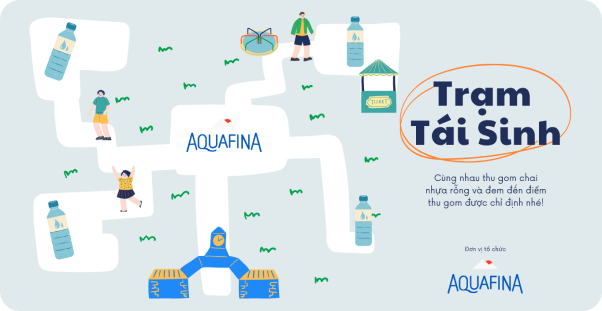 AQUAFINA
TICKET
Trạm
Tái Sinh
Cùng nhau thu gom chai
nhựa rỗng và đem đến điểm
thu gom được chỉ định nhé!
Đơn vị tổ chức
AQUAFINA